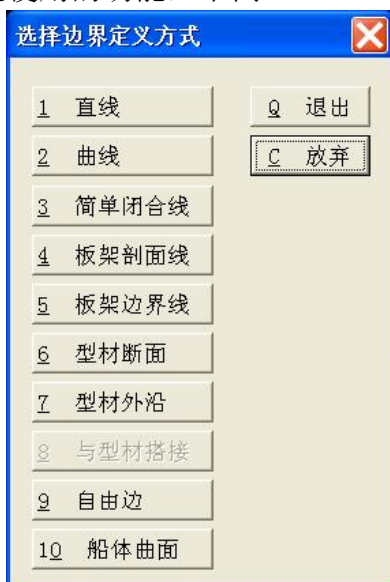 选择边界定义方式
1 直线
Q 退出
2 曲线
C 放弃
3 简单闭合线
4 板架剖面线
5 板架边界线
6 型材断面
7 型材外沿
8 与型材搭接
9 自由边
10 船体曲面